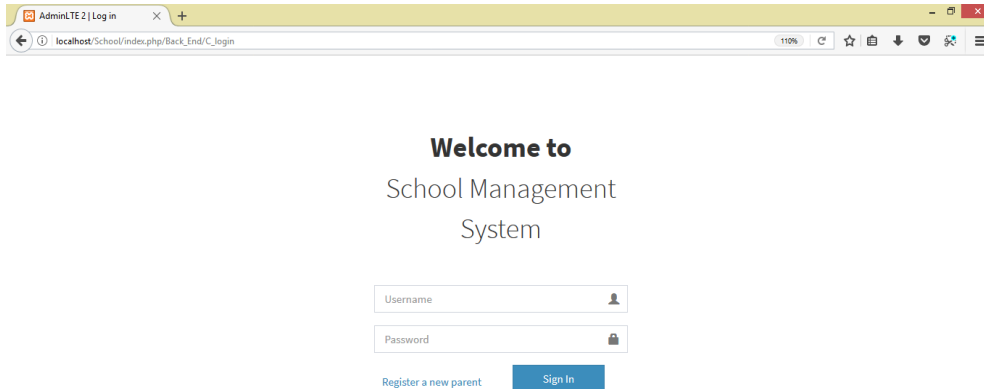 AdminLTE 2 | Log in
localhost/School/index.php/Back_End/C_login
110%
Welcome to
School Management
System
Username
Password
Register a new parent
Sign In